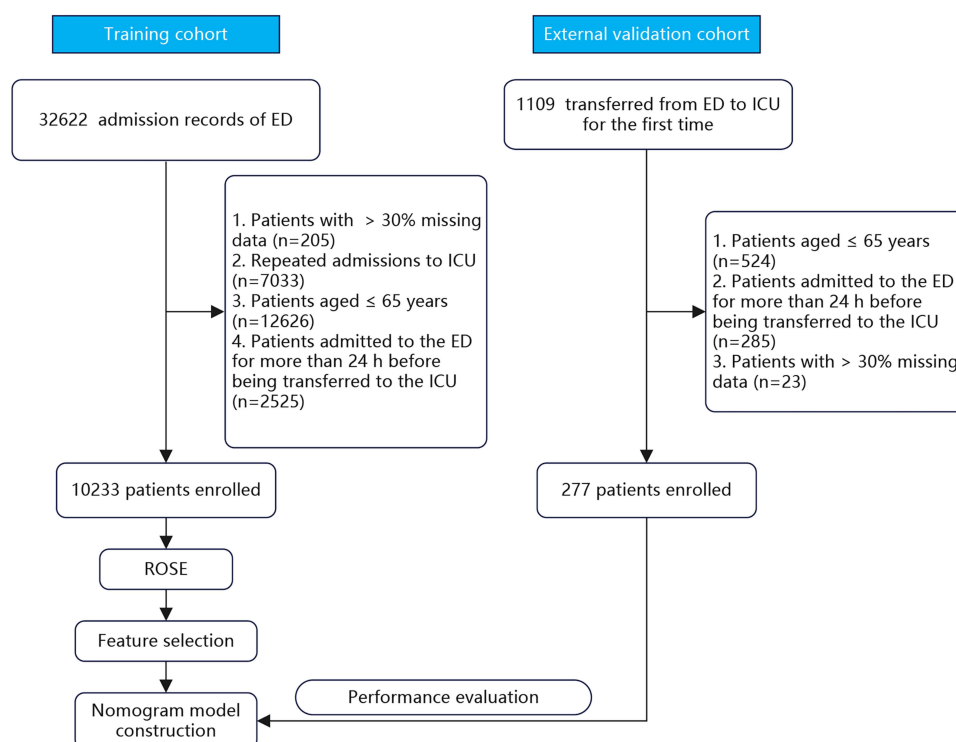 Training cohort
External validation cohort
32622 admission records of ED
1109 transferred from ED to ICU
for the first time
1. Patients with > 30% missing
data (n=205)
2. Repeated admissions to ICU
(n=7033)
3. Patients aged ≤ 65 years
(n=12626)
4. Patients admitted to the ED
for more than 24 h before
being transferred to the ICU
(n=2525)
1. Patients aged ≤ 65 years
(n=524)
2. Patients admitted to the ED
for more than 24 h before
being transferred to the ICU
(n=285)
3. Patients with > 30% missing
data (n=23)
10233 patients enrolled
277 patients enrolled
ROSE
Feature selection
Performance evaluation
Nomogram model
construction